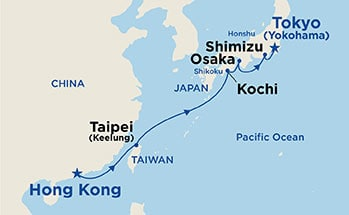 Tokyo
(Yokohama)
Honshu
Shimizu
Osaka
Shikoku
Kochi
CHINA
JAPAN
Taipei
(Keelung)
Pacific Ocean
TAIWAN
Hong Kong